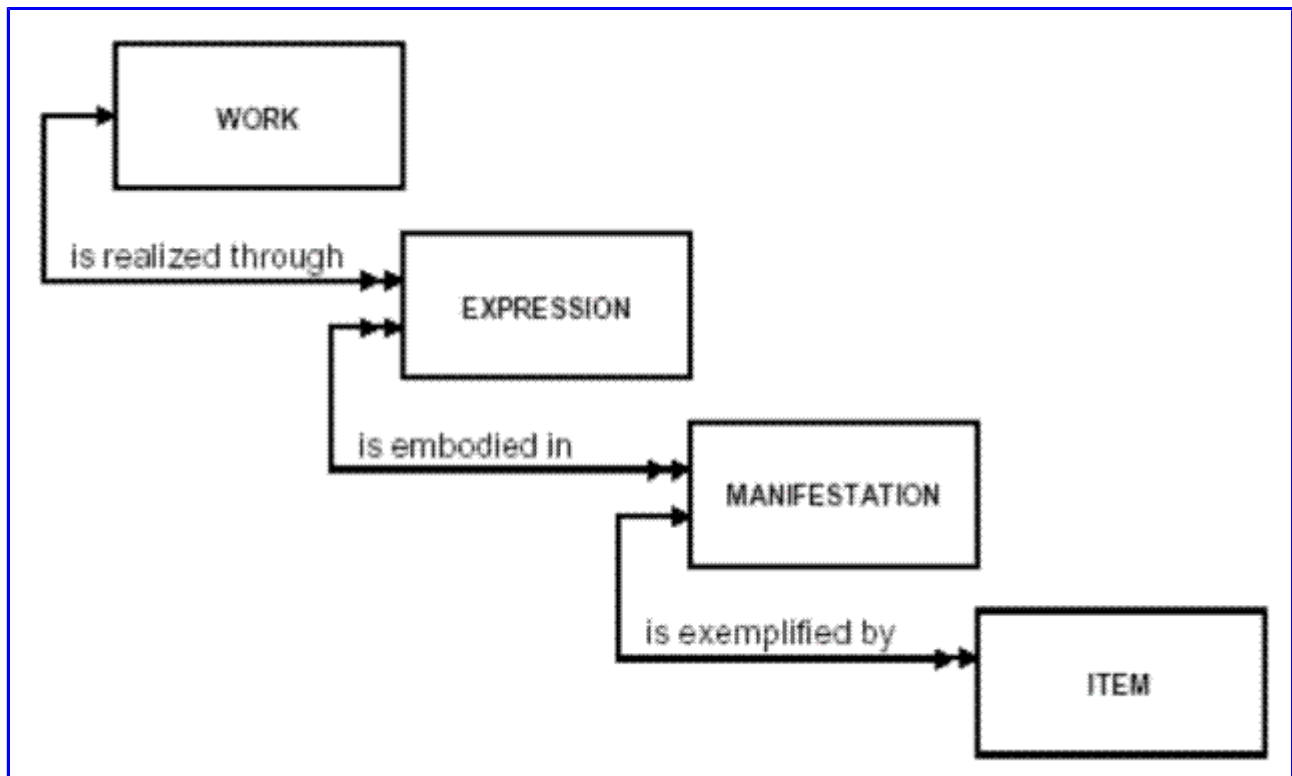 WORK
is realized through
EXPRESSION
is embodied in
MANIFESTATION
is exemplified by
ITEM